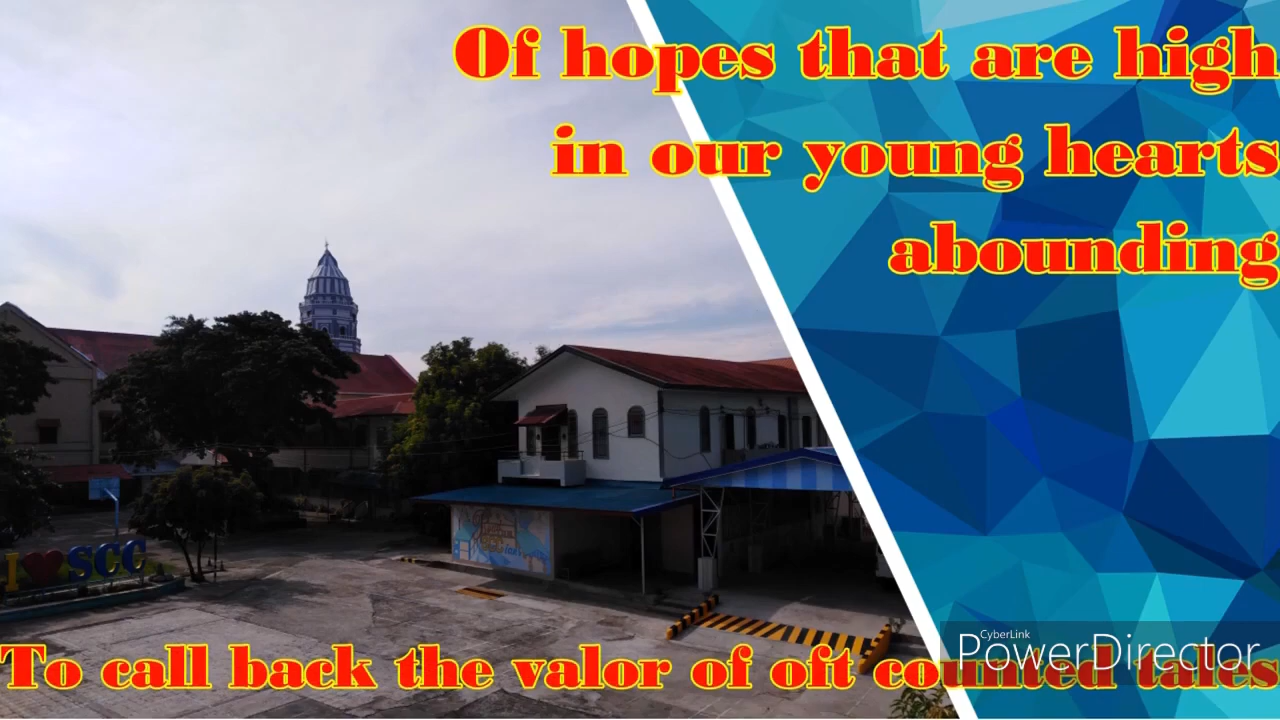 Of hopes that are high
in our young hearts
abounding
I ❤ SCC
To call back the valor of oft counted tales
CyberLink
PowerDirector